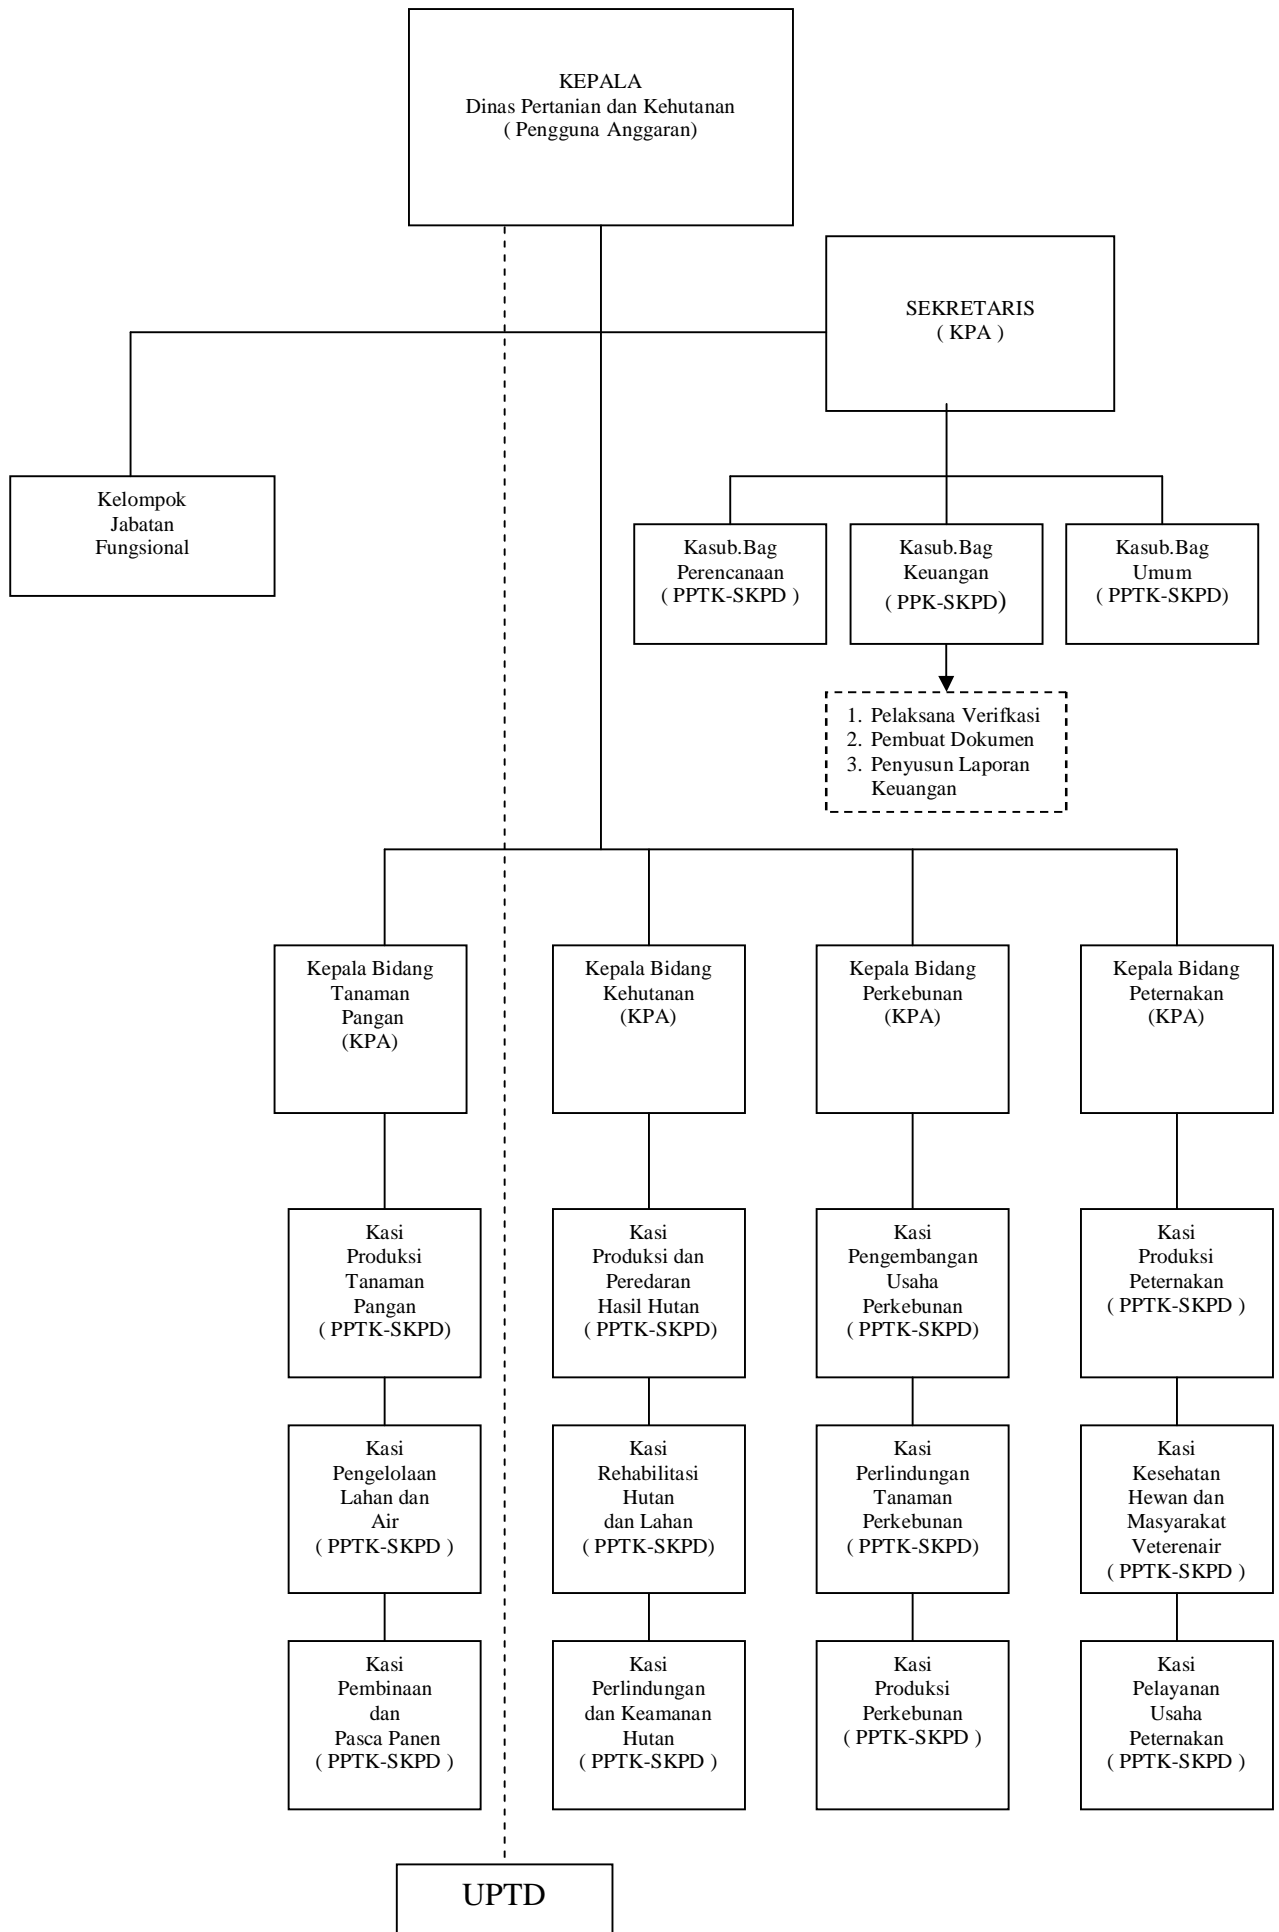 KEPALA
Dinas Pertanian dan Kehutanan
( Pengguna Anggaran)
SEKRETARIS
( KPA )
Kelompok
Jabatan
Fungsional
Kasub.Bag
Perencanaan
( PPTK-SKPD )
Kasub.Bag
Keuangan
( PPK-SKPD)
Kasub.Bag
Umum
( PPTK-SKPD)
1. Pelaksana Verifkasi
2. Pembuat Dokumen
3. Penyusun Laporan
Keuangan
Kepala Bidang
Tanaman
Pangan
(KPA)
Kepala Bidang
Kehutanan
(KPA)
Kepala Bidang
Perkebunan
(KPA)
Kepala Bidang
Peternakan
(KPA)
Kasi
Produksi
Tanaman
Pangan
( PPTK-SKPD)
Kasi
Produksi dan
Peredaran
Hasil Hutan
( PPTK-SKPD)
Kasi
Pengembangan
Usaha
Perkebunan
( PPTK-SKPD)
Kasi
Produksi
Peternakan
( PPTK-SKPD )
Kasi
Pengelolaan
Lahan dan
Air
( PPTK-SKPD )
Kasi
Rehabilitasi
Hutan
dan Lahan
( PPTK-SKPD)
Kasi
Perlindungan
Tanaman
Perkebunan
( PPTK-SKPD)
Kasi
Kesehatan
Hewan dan
Masyarakat
Veterenair
( PPTK-SKPD )
Kasi
Pembinaan
dan
Pasca Panen
( PPTK-SKPD )
Kasi
Perlindungan
dan Keamanan
Hutan
( PPTK-SKPD )
Kasi
Produksi
Perkebunan
( PPTK-SKPD )
Kasi
Pelayanan
Usaha
Peternakan
( PPTK-SKPD )
UPTD